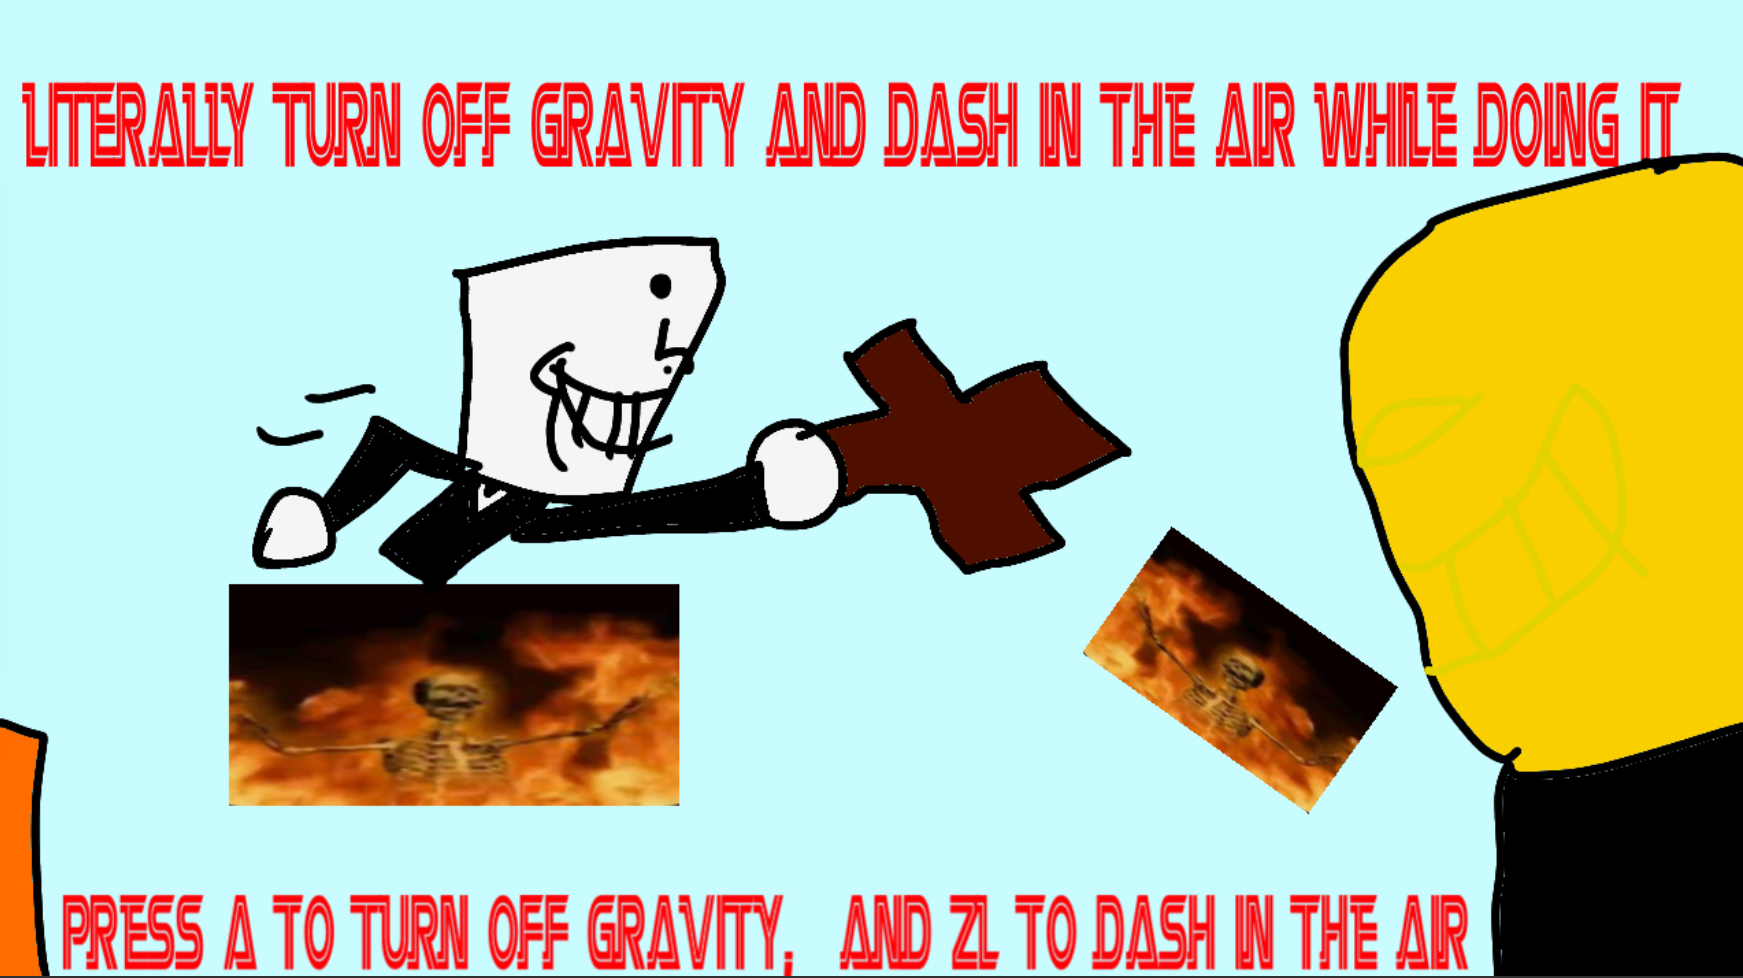 LITERALLY TURN OFF GRAVITY AND DASH IN THE AIR WHILE DOING IT
PRESS A TO TURN OFF GRAVITY, AND ZL TO DASH IN THE AIR